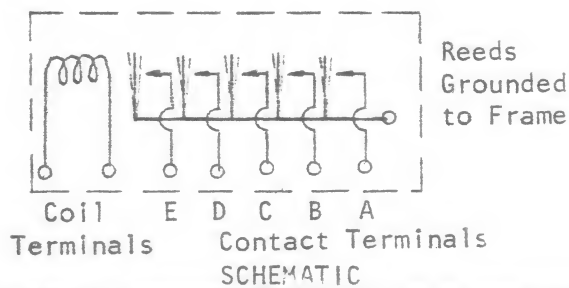 Reeds
Grounded
to Frame
Coil E D C B A
Terminals Contact Terminals
SCHEMATIC